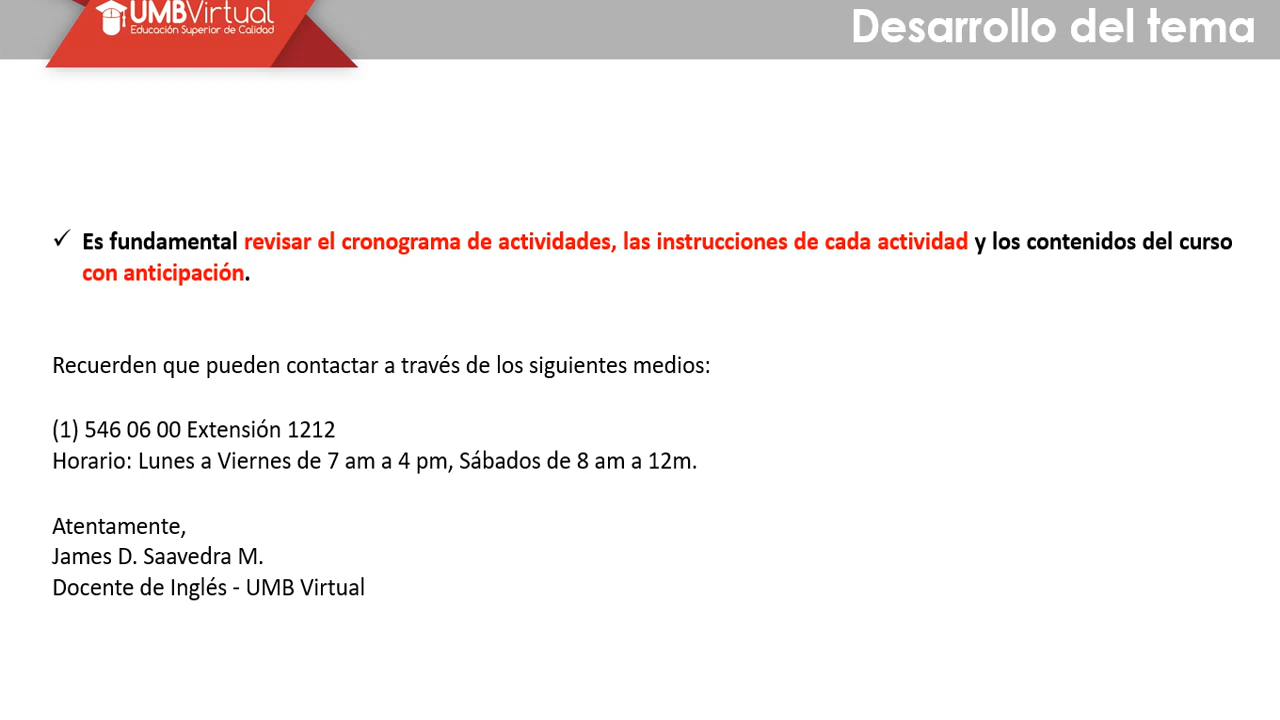 UMBVirtual
Educación Superior de Calidad
Desarrollo del tema
✓ Es fundamental revisar el cronograma de actividades, las instrucciones de cada actividad y los contenidos del curso
con anticipación.
Recuerden que pueden contactar a través de los siguientes medios:
(1) 546 06 00 Extensión 1212
Horario: Lunes a Viernes de 7 am a 4 pm, Sábados de 8 am a 12m.
Atentamente,
James D. Saavedra M.
Docente de Inglés - UMB Virtual